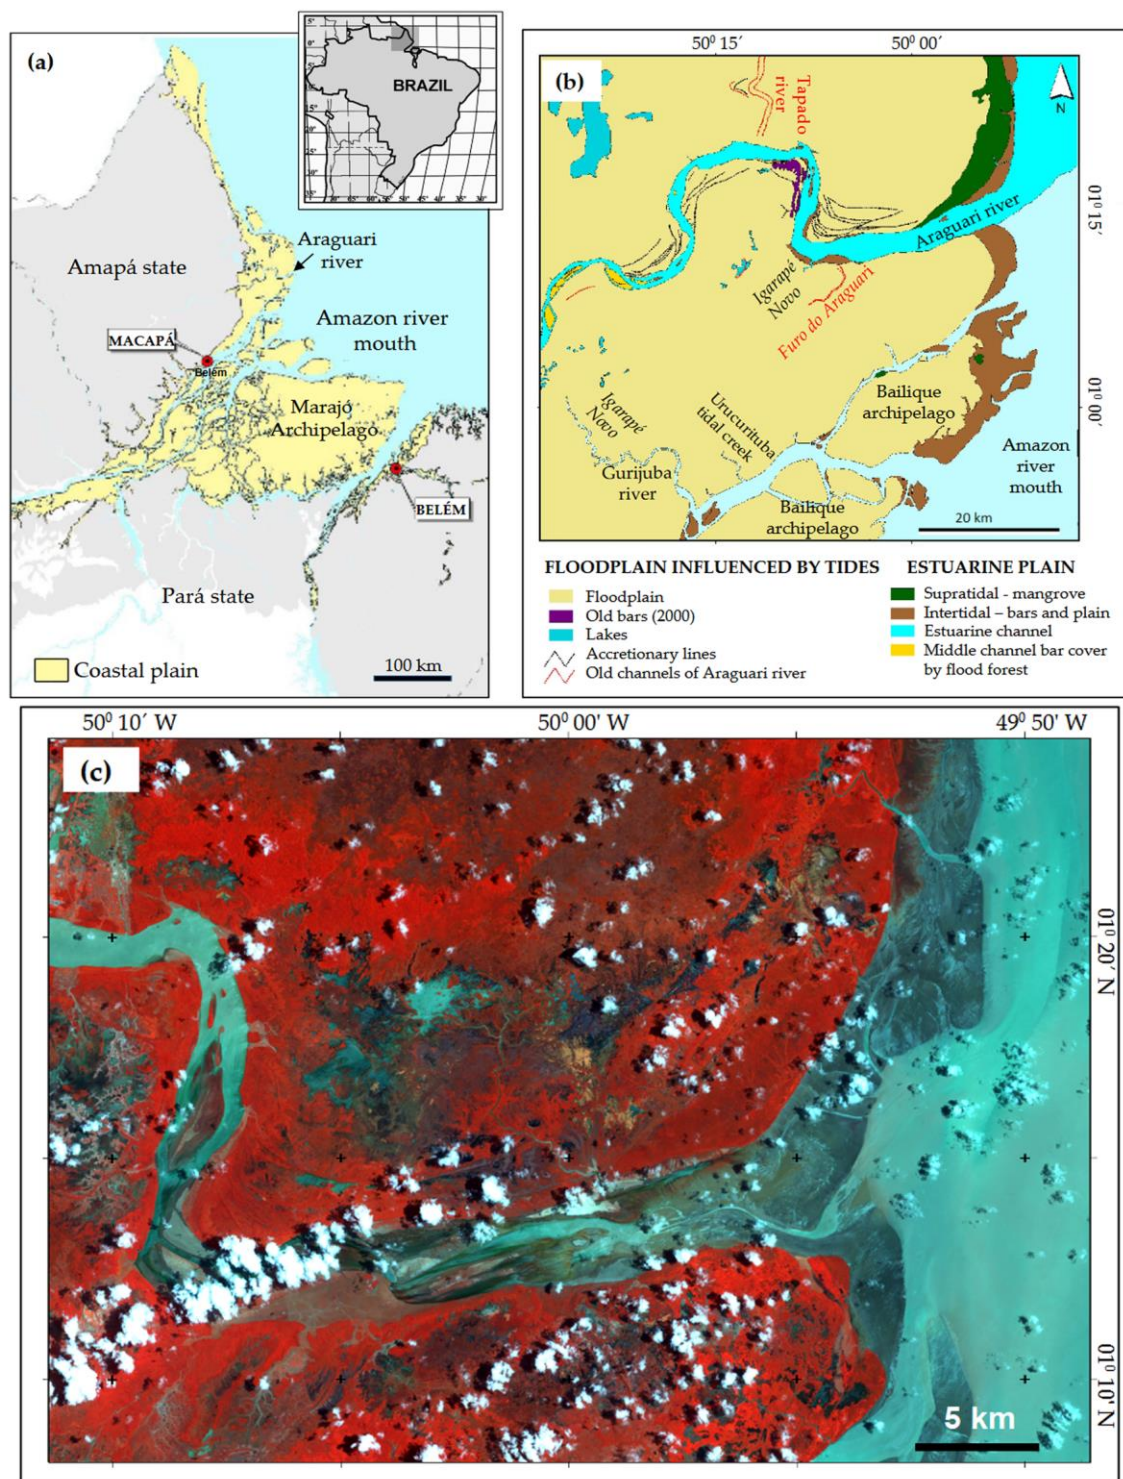 (a)
BRAZIL
Amapá state
Araguari
river
Amazon river
mouth
MACAPÁ
Belém
Marajó
Archipelago
BELÉM
Pará state
Coastal plain
100 km
50⁰ 15´
50⁰ 00'
(b)
Tapado
river
N
01⁰ 15´
Araguari river
Igarapé
Novo
Furo do Araguari
Bailique
archipelago
01⁰ 00'
Igarapé
Novo
Urucurituba
tidal creek
Gurijuba
river
Amazon
river
mouth
Bailique
archipelago
20 km
FLOODPLAIN INFLUENCED BY TIDES
Floodplain
Old bars (2000)
Lakes
Accretionary lines
Old channels of Araguari river
ESTUARINE PLAIN
Supratidal - mangrove
Intertidal – bars and plain
Estuarine channel
Middle channel bar cover
by flood forest
50⁰ 10´ W
50⁰ 00' W
49⁰ 50' W
(c)
01⁰ 20´ N
01⁰ 10´ N
5 km